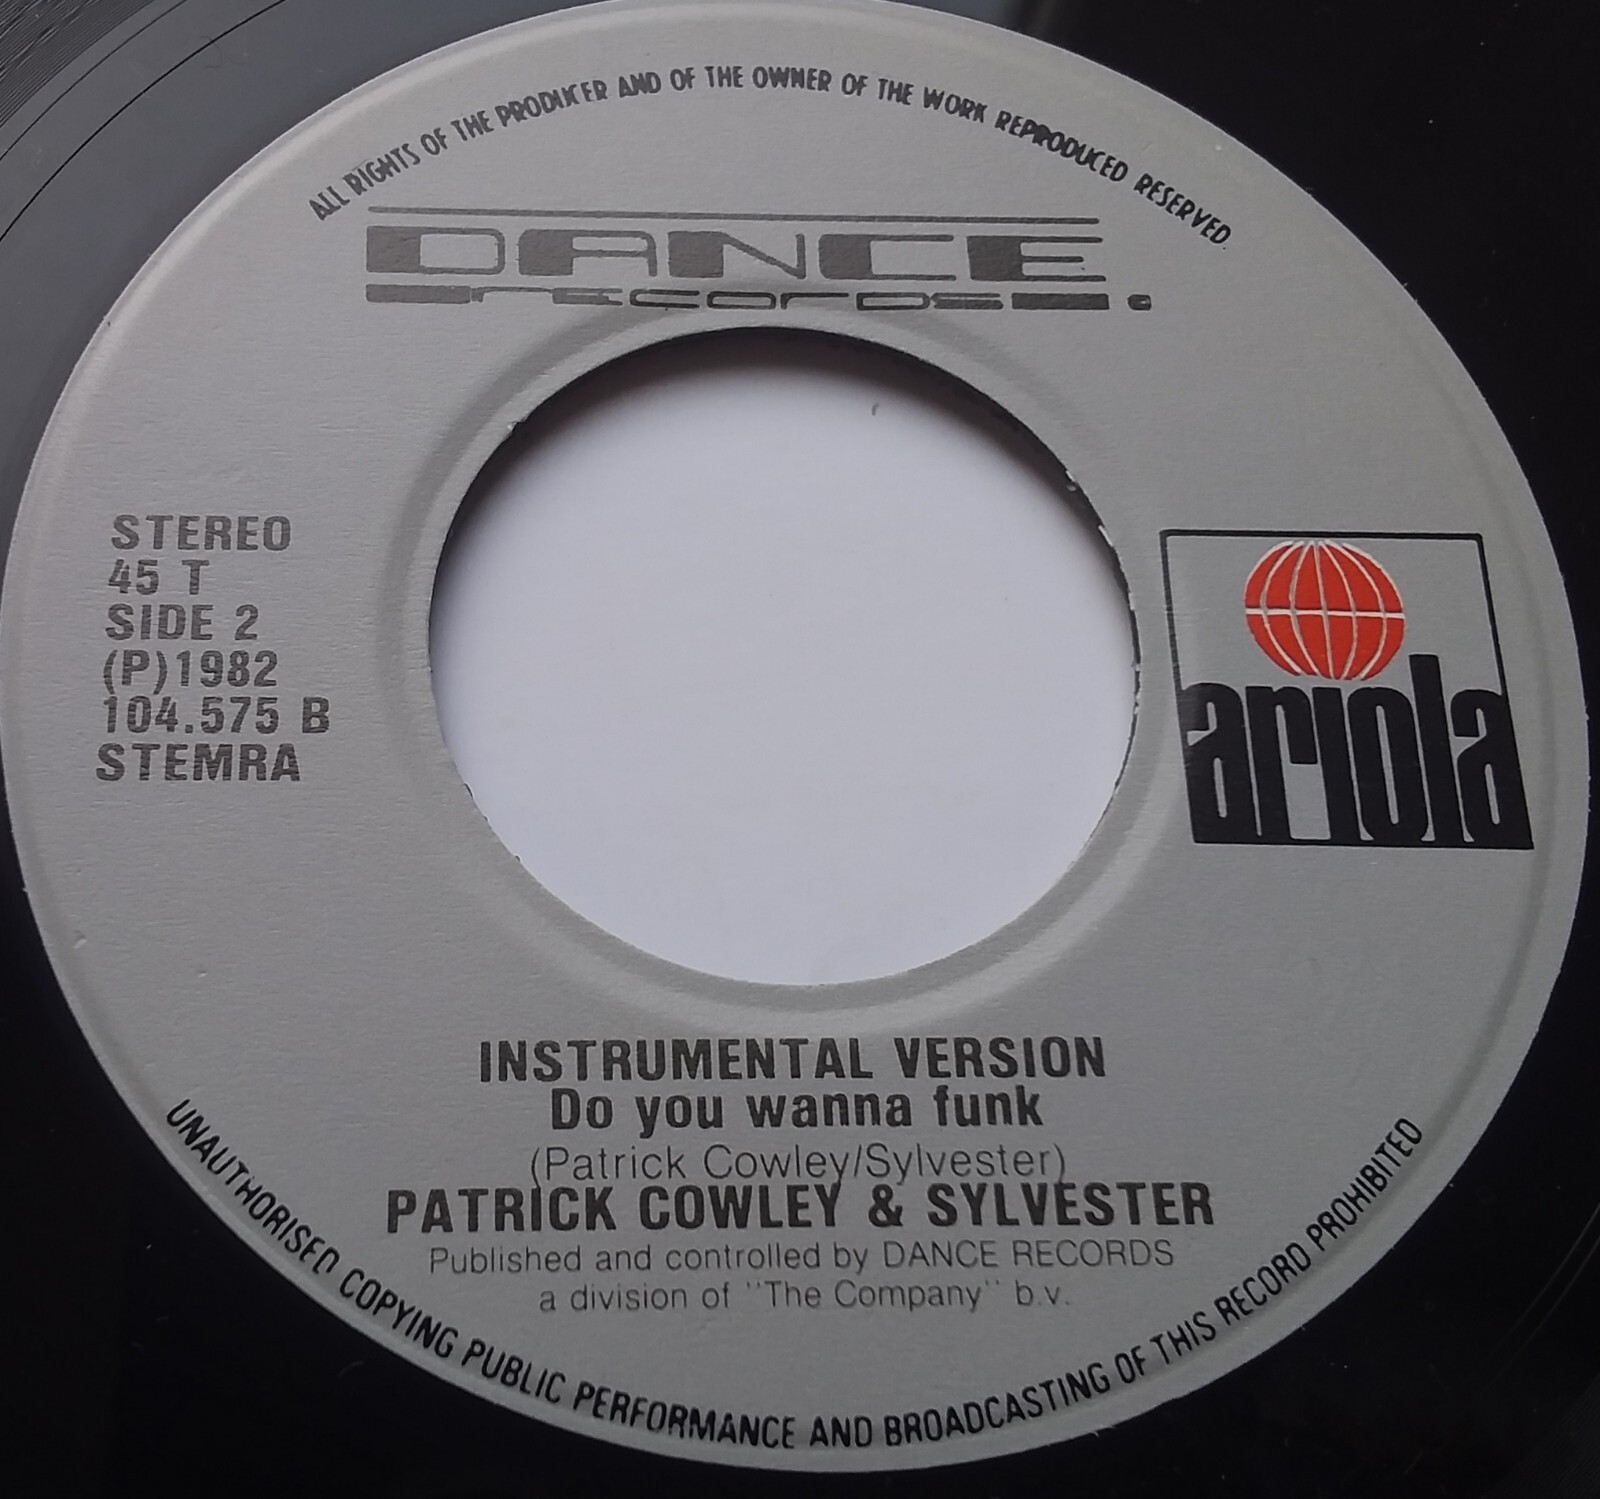 ALL RIGHTS OF THE PRODUCER AND OF THE OWNER OF THE WORK REPRODUCED RESERVED.
DANCE
records.
STEREO
45 T
SIDE 2
(P)1982
104.575 B
STEMRA
ariola
INSTRUMENTAL VERSION
Do you wanna funk
(Patrick Cowley/Sylvester)
PATRICK COWLEY & SYLVESTER
Published and controlled by DANCE RECORDS
a division of "The Company" b.v.
UNAUTHORISED COPYING PUBLIC PERFORMANCE AND BROADCASTING OF THIS RECORD PROHIBITED